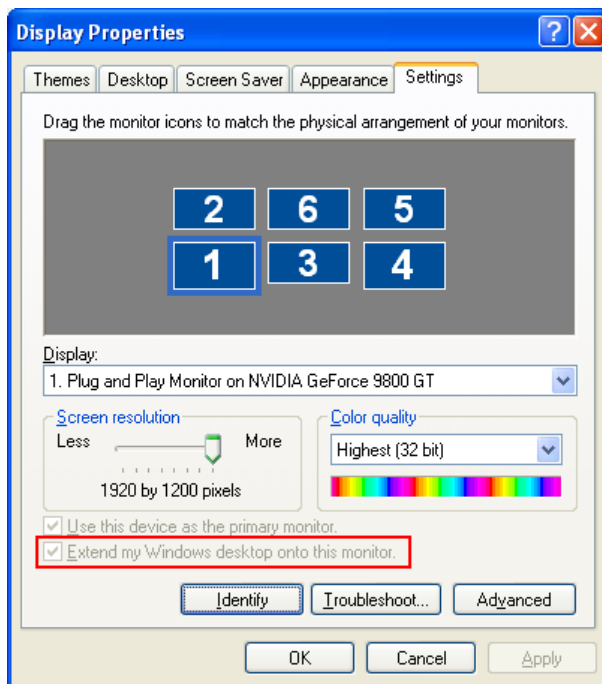 Display Properties
?
Themes Desktop Screen Saver Appearance Settings
Drag the monitor icons to match the physical arrangement of your monitors.
2 6 5
1 3 4
Display:
1. Plug and Play Monitor on NVIDIA GeForce 9800 GT
Screen resolution Color quality
Less More
Highest (32 bit)
1920 by 1200 pixels
Use this device as the primary monitor.
Extend my Windows desktop onto this monitor.
Identify Troubleshoot... Advanced
OK Cancel Apply